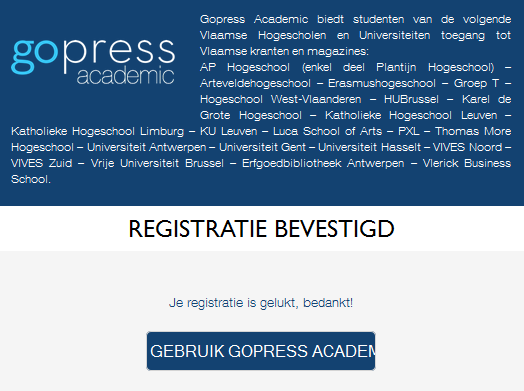 gopress
academic
Gopress Academic biedt studenten van de volgende
Vlaamse Hogescholen en Universiteiten toegang tot
Vlaamse kranten en magazines:
AP Hogeschool (enkel deel Plantijn Hogeschool) –
Arteveldehogeschool – Erasmushogeschool – Groep T –
Hogeschool West-Vlaanderen – HUBrussel – Karel de
Grote Hogeschool – Katholieke Hogeschool Leuven –
Katholieke Hogeschool Limburg – KU Leuven – Luca School of Arts – PXL – Thomas More
Hogeschool – Universiteit Antwerpen – Universiteit Gent – Universiteit Hasselt – VIVES Noord –
VIVES Zuid – Vrije Universiteit Brussel – Erfgoedbibliotheek Antwerpen – Vlerick Business
School.
REGISTRATIE BEVESTIGD
Je registratie is gelukt, bedankt!
GEBRUIK GOPRESS ACADEM